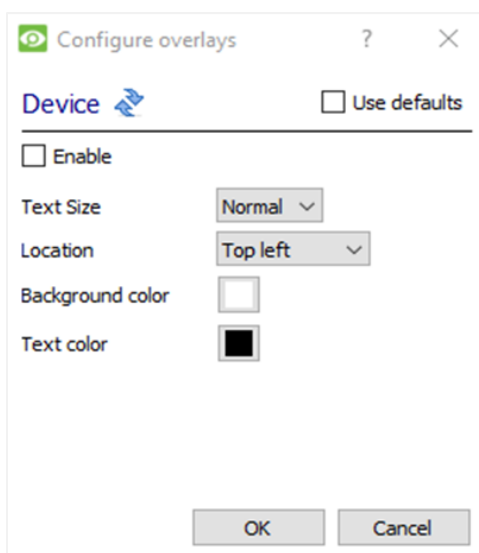 Configure overlays ?
Device Use defaults
Enable
Text Size Normal
Location Top left
Background color
Text color
OK Cancel